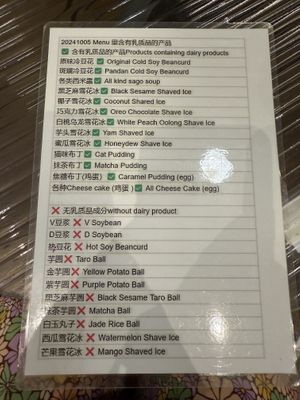 20241005 Menu 里含有乳质品的产品
✅ 含有乳质品的产品Products containing dairy products
原味冷豆花 ✅ Original Cold Soy Beancurd
斑斓冷豆花 ✅ Pandan Cold Soy Beancurd
各类西米露 ✅ All kind sago soup
黑芝麻雪花冰 ✅ Black Sesame Shaved Ice
椰子雪花冰 ✅ Coconut Shared Ice
巧克力雪花冰 ✅ Oreo Chocolate Shave Ice
白桃乌龙雪花冰 ✅ White Peach Oolong Shave Ice
芋头雪花冰 ✅ Yam Shaved Ice
蜜瓜雪花冰 ✅ Honeydew Shave Ice
猫咪布丁 ✅ Cat Pudding
抹茶布丁 ✅ Matcha Pudding
焦糖布丁(鸡蛋) ✅ Caramel Pudding (egg)
各种Cheese cake (鸡蛋) ✅ All Cheese Cake (egg)
❌ 无乳质品成分without dairy product
V豆浆 ❌ V Soybean
D豆浆 ❌ D Soybean
热豆花 ❌ Hot Soy Beancurd
芋圆 ❌ Taro Ball
金芋圆 ❌ Yellow Potato Ball
紫芋圆 ❌ Purple Potato Ball
黑芝麻芋圆 ❌ Black Sesame Taro Ball
抹茶芋圆 ❌ Matcha Ball
白玉丸子 ❌ Jade Rice Ball
西瓜雪花冰 ❌ Watermelon Shave Ice
芒果雪花冰 ❌ Mango Shaved Ice